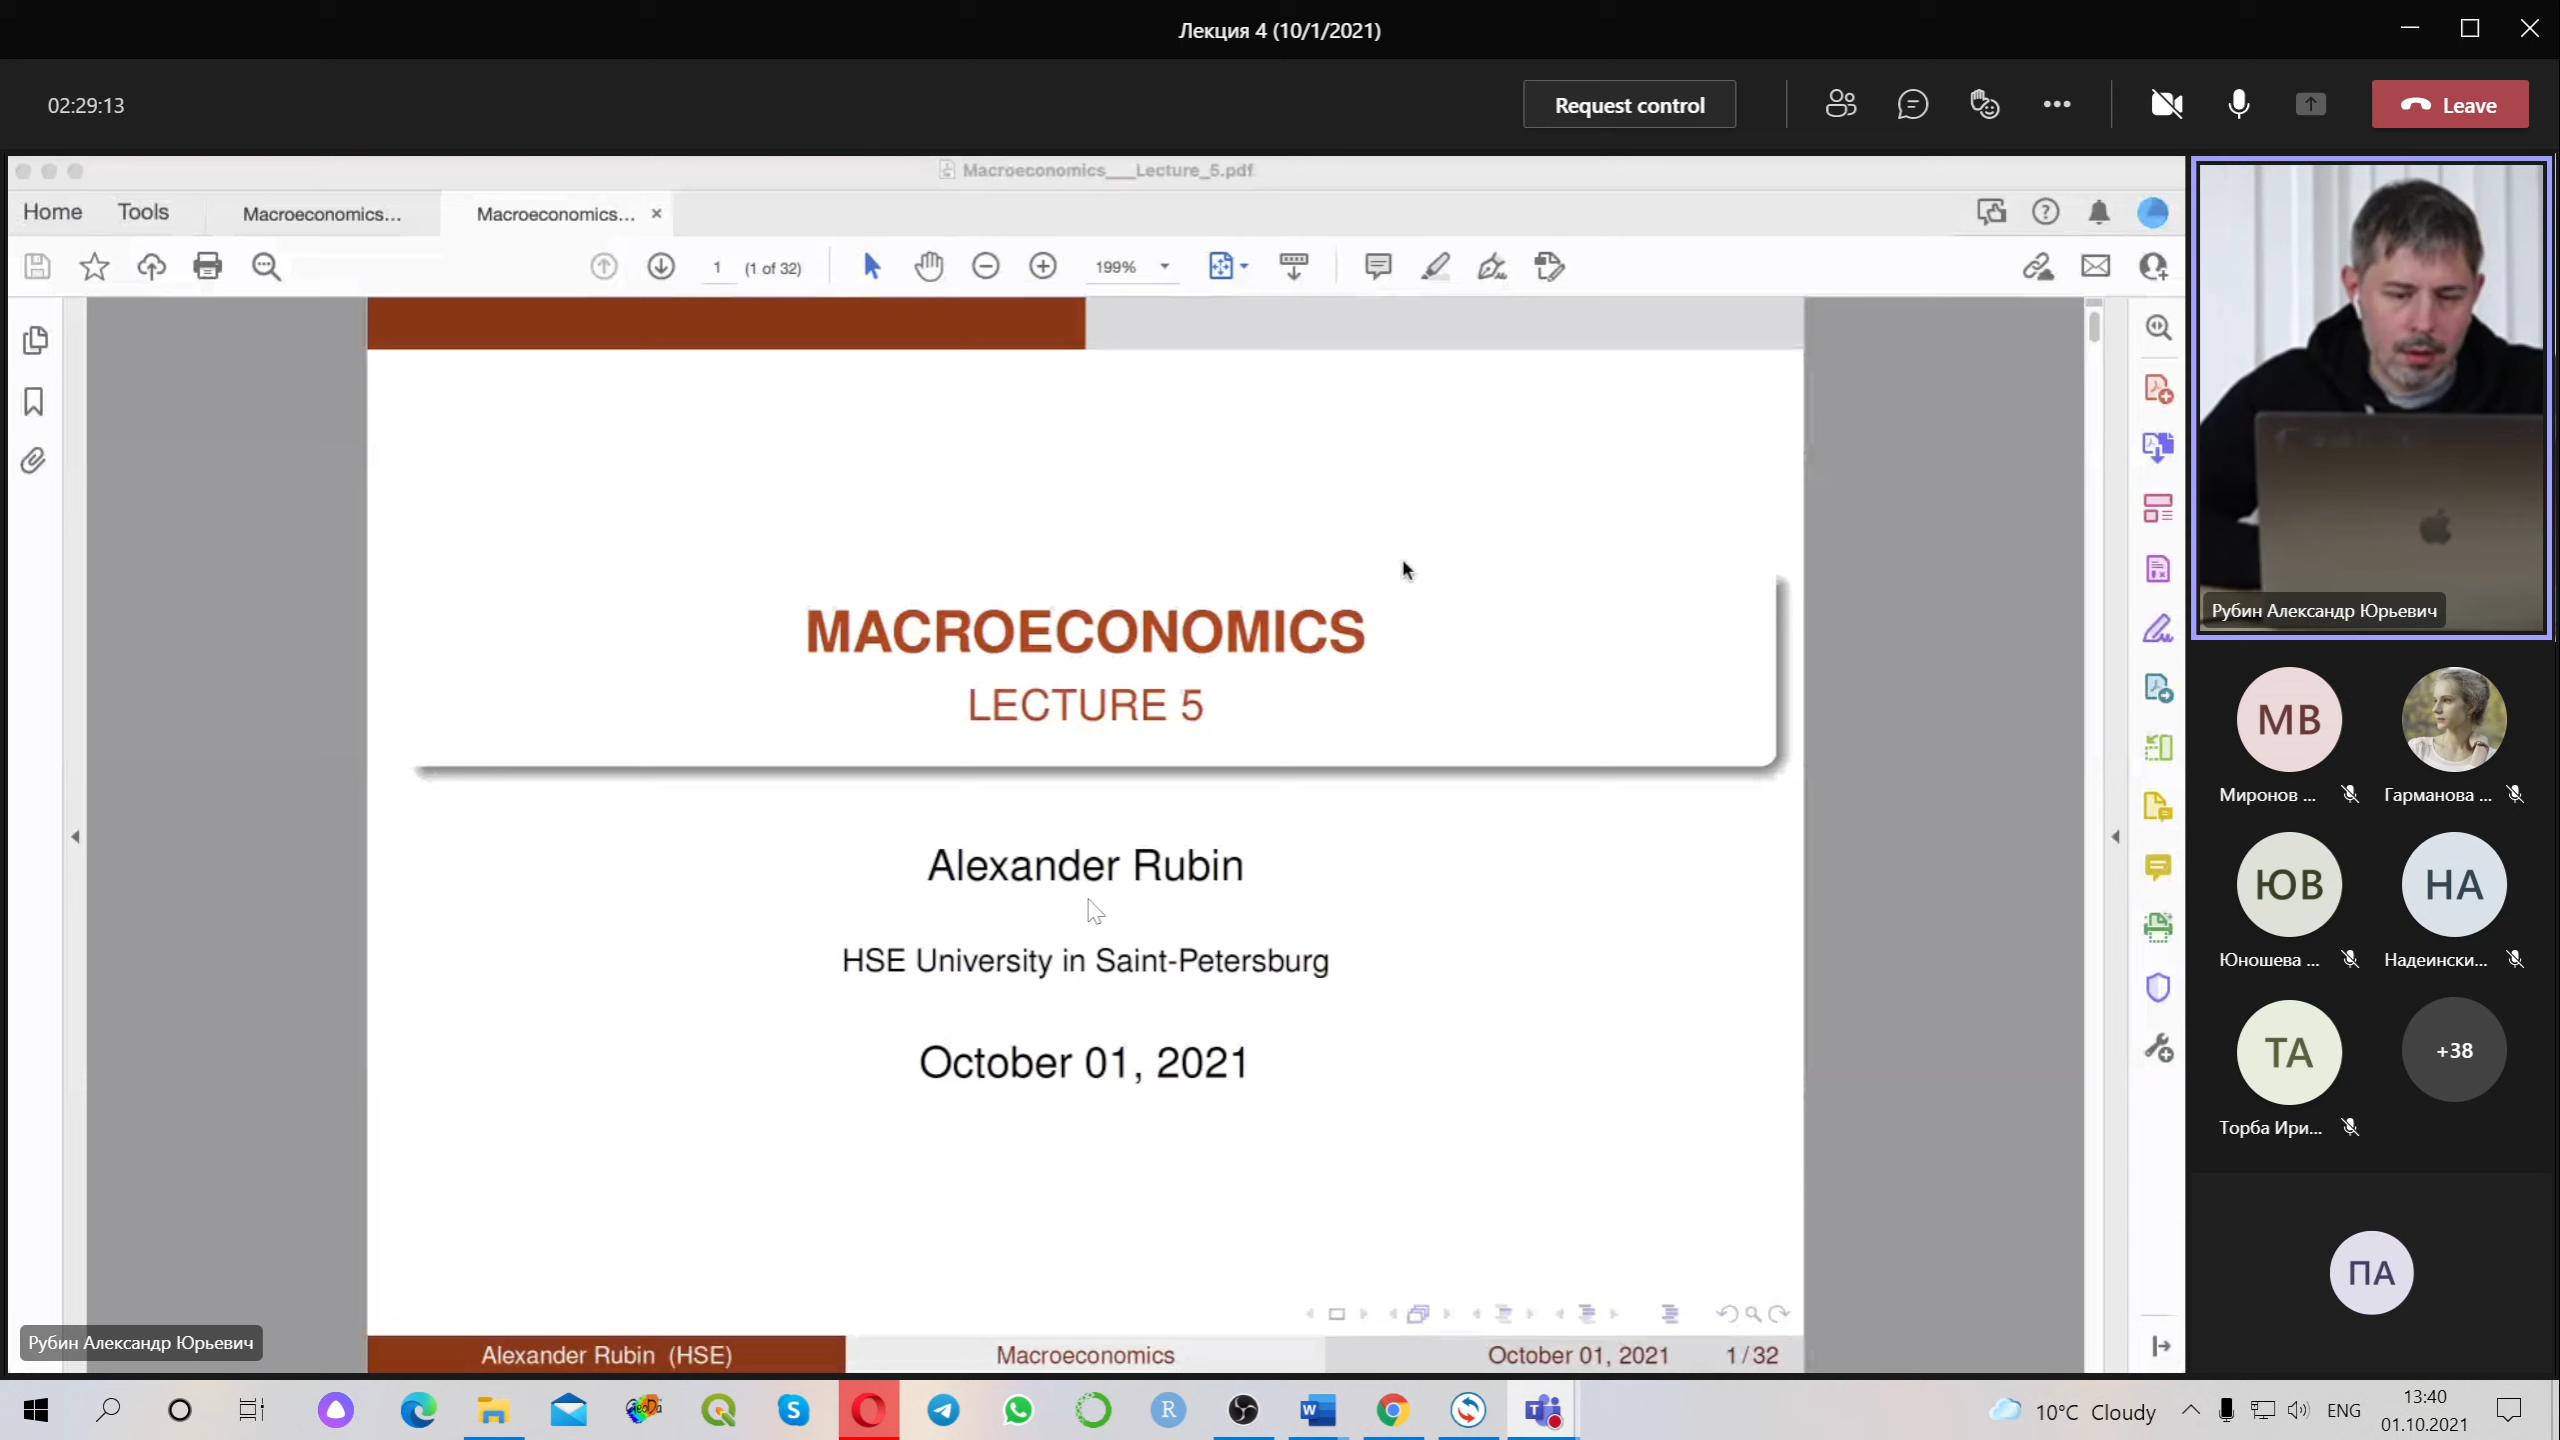 Лекция 4 (10/1/2021)
02:29:13
Request control
Leave
Macroeconomics___Lecture_5.pdf
Home
Tools
Macroeconomics...
Macroeconomics...
1
(1 of 32)
199%
MACROECONOMICS
LECTURE 5
Alexander Rubin
HSE University in Saint-Petersburg
October 01, 2021
Alexander Rubin (HSE)
Macroeconomics
October 01, 2021
1/32
Рубин Александр Юрьевич
Рубин Александр Юрьевич
МВ
Миронов ...
Гарманова ...
ЮВ
НА
Юношева ...
Надеински...
ТА
+38
Торба Ири...
ПА
GeoDa
R
W
10°C Cloudy
ENG
13:40
01.10.2021